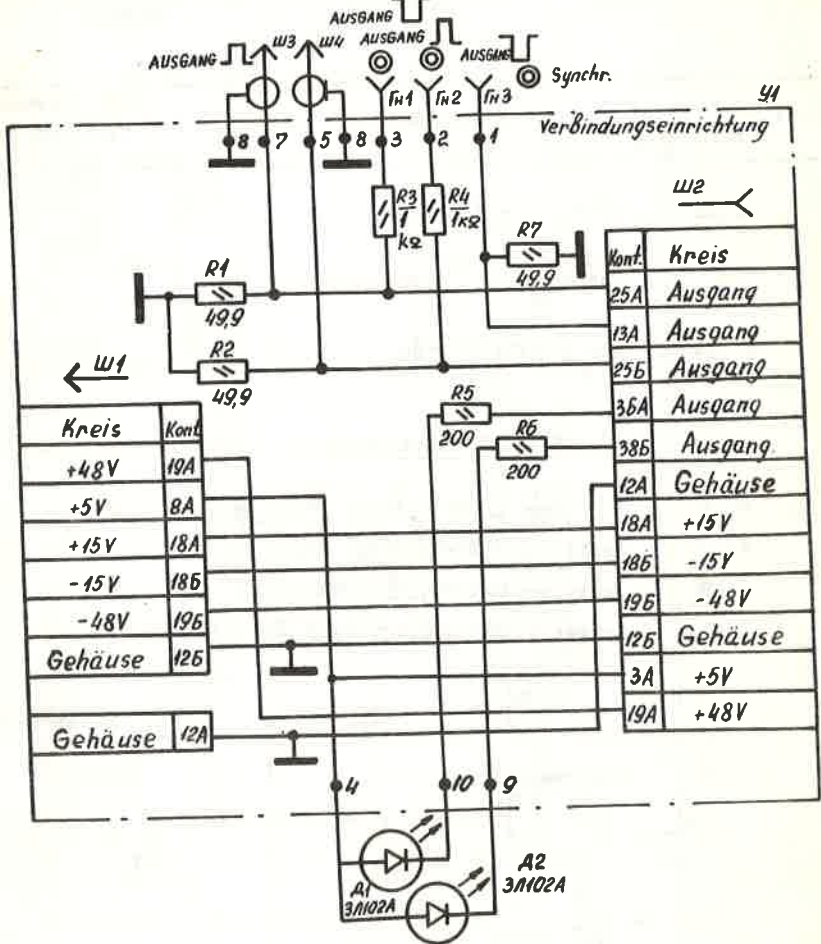 AUSGANG
AUSGANG Ш3 Ш4 AUSGANG AUSGANG
Synchr.
Гн1 Гн2 Гн3
У1
8 7 5 8 3 2 1 Verbindungseinrichtung
Ш2
R3 1 kΩ
R4 1кΩ
R7 49,9
R1 49,9
R2 49,9
Ш1
Kont. Kreis
25A Ausgang
13A Ausgang
25Б Ausgang
36A Ausgang
38Б Ausgang.
12A Gehäuse
18A +15V
18Б -15V
19Б -48V
12Б Gehäuse
3A +5V
19A +48V
R5 200
R6 200
Kreis Kont
+48V 19A
+5V 8A
+15V 18A
-15V 18Б
-48V 19Б
Gehäuse 12Б
Gehäuse 12A
4 10 9
Д1 3Л102А
Д2 3Л102А